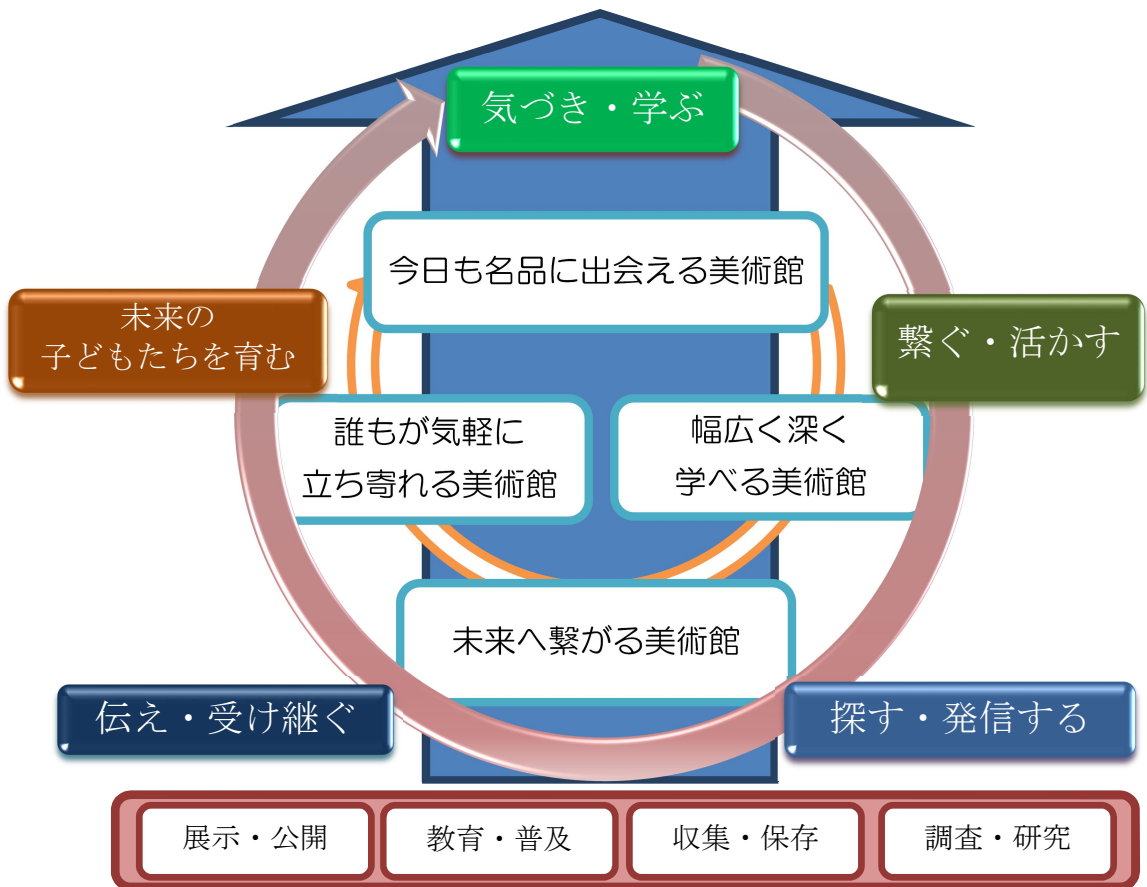 気づき・学ぶ
今日も名品に出会える美術館
未来の
子どもたちを育む
繋ぐ・活かす
誰もが気軽に
立ち寄れる美術館
幅広く深く
学べる美術館
未来へ繋がる美術館
伝え・受け継ぐ
探す・発信する
展示・公開
教育・普及
収集・保存
調査・研究